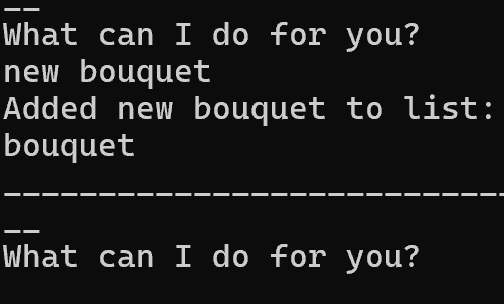 __
What can I do for you?
new bouquet
Added new bouquet to list:
bouquet
___________________________
__
What can I do for you?